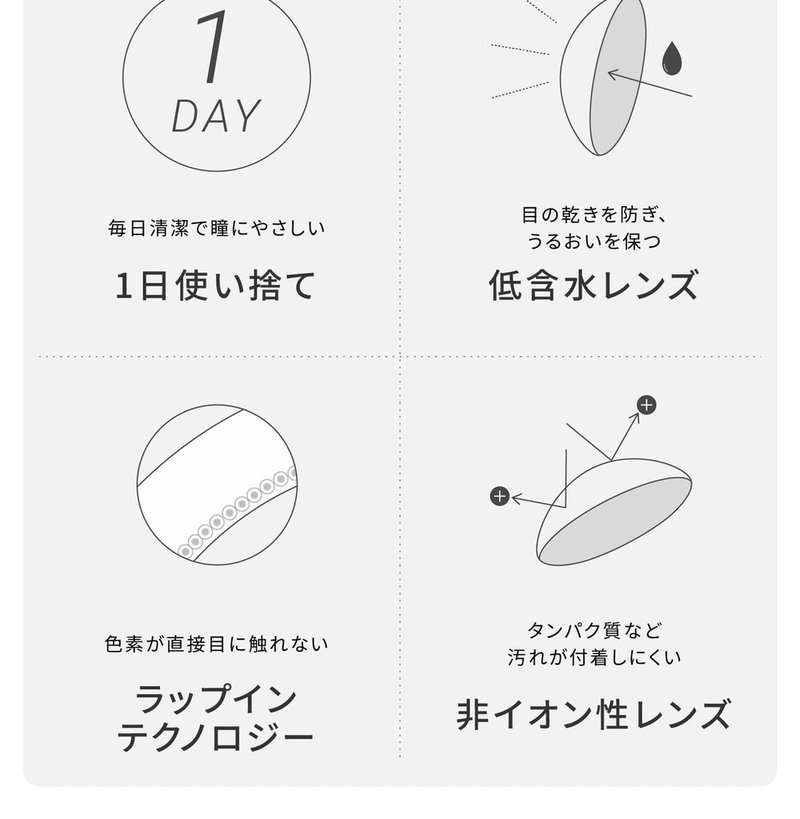 1
DAY
毎日清潔で瞳にやさしい
1日使い捨て
目の乾きを防ぎ、
うるおいを保つ
低含水レンズ
色素が直接目に触れない
ラップイン
テクノロジー
タンパク質など
汚れが付着しにくい
非イオン性レンズ